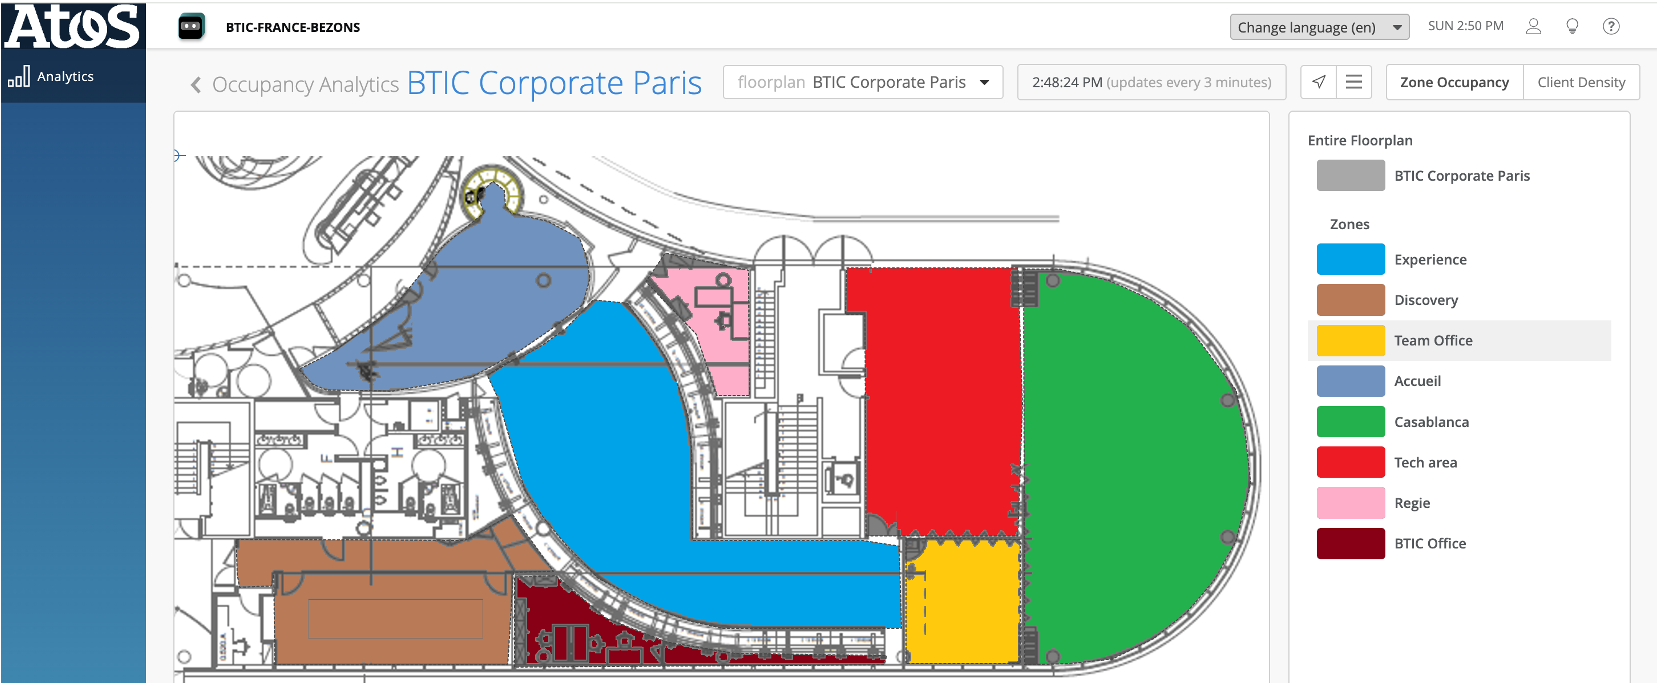 Atos
BTIC-FRANCE-BEZONS
Change language (en)
SUN 2:50 PM
Analytics
Occupancy Analytics BTIC Corporate Paris
floorplan BTIC Corporate Paris
2:48:24 PM (updates every 3 minutes)
Zone Occupancy
Client Density
Entire Floorplan
BTIC Corporate Paris
Zones
Experience
Discovery
Team Office
Accueil
Casablanca
Tech area
Regie
BTIC Office
F
H